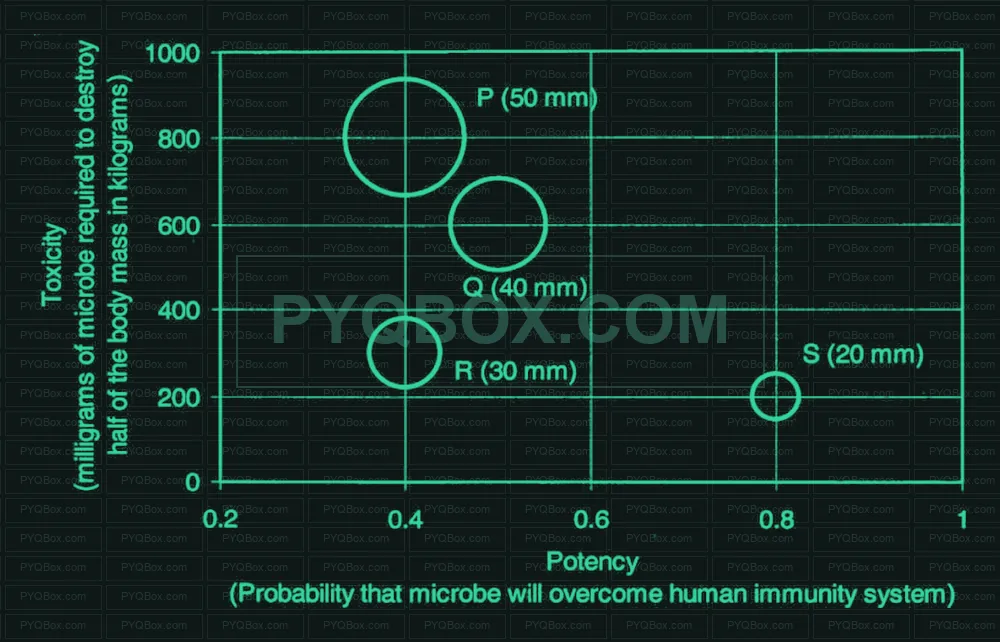 Toxicity
(milligrams of microbe required to destroy
half of the body mass in kilograms)
1000
800
600
400
200
0
P (50 mm)
Q (40 mm)
R (30 mm)
S (20 mm)
PYQBOX.COM
0.2 0.4 0.6 0.8 1
Potency
(Probability that microbe will overcome human immunity system)